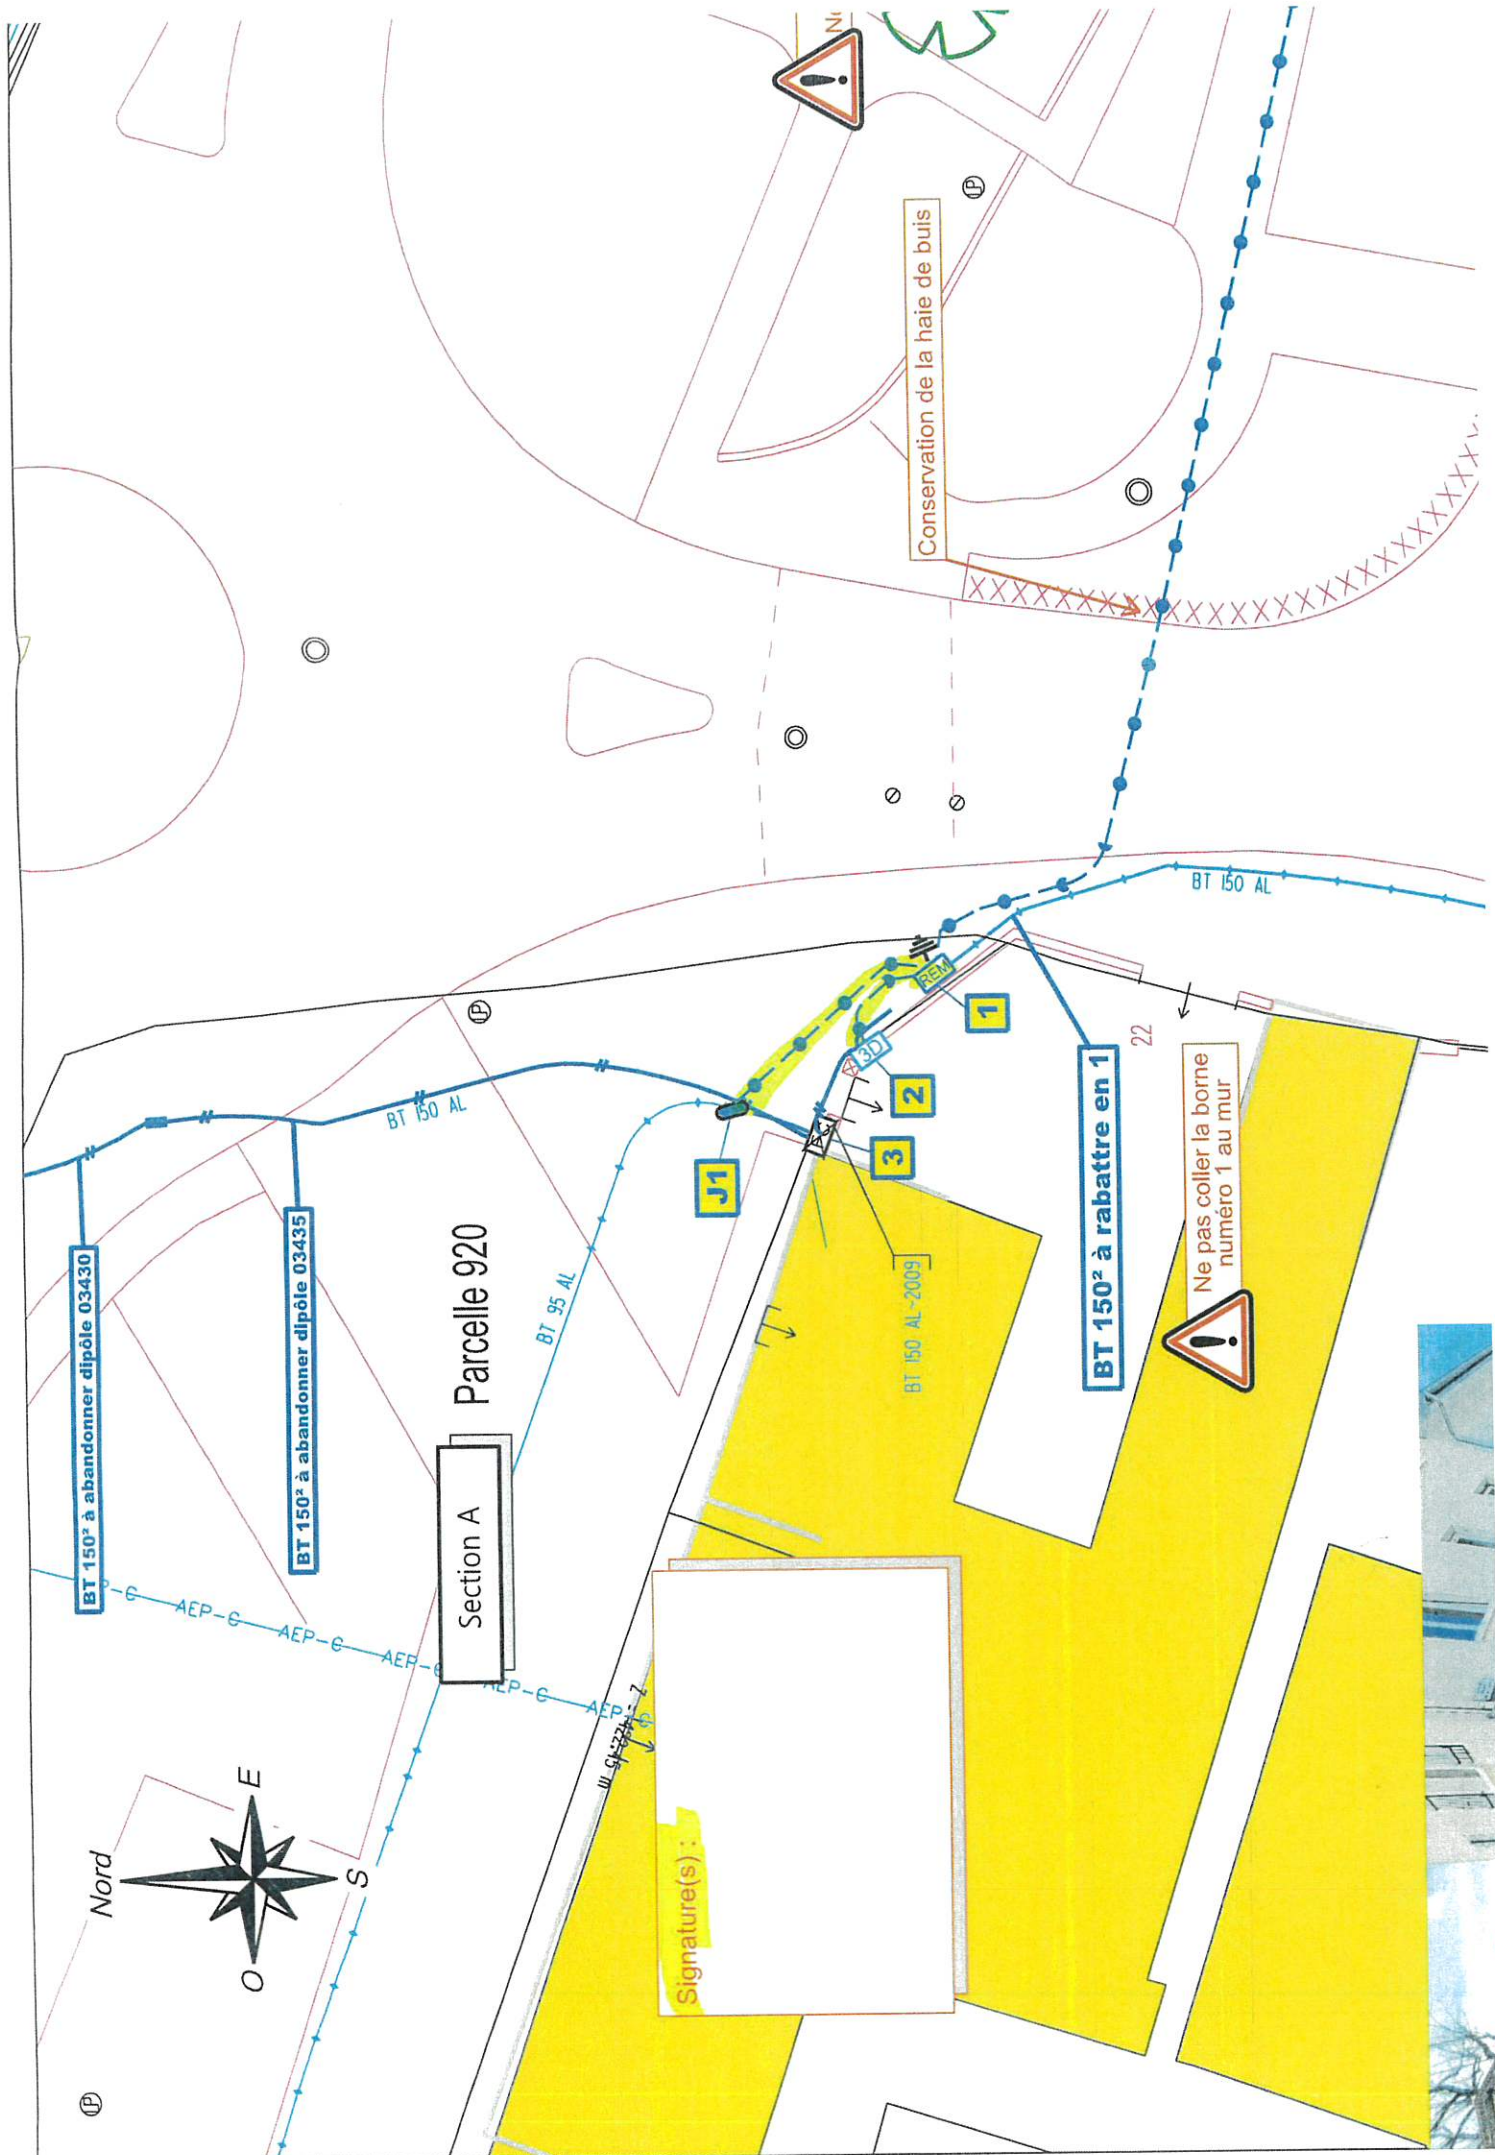 Nord
E
S
O
Section A
Parcelle 920
BT 150² à abandonner dipôle 03430
BT 150² à abandonner dipôle 03435
BT 150 AL
BT 95 AL
AEP-C
AEP-C
AEP-C
AEP-C
AEP
Z = 422.45 m
J1
REM
3D
1
2
3
BT 150 AL-2009
BT 150² à rabattre en 1
22
Ne pas coller la borne
numéro 1 au mur
Signature(s) :
BT 150 AL
Conservation de la haie de buis
P
P
P